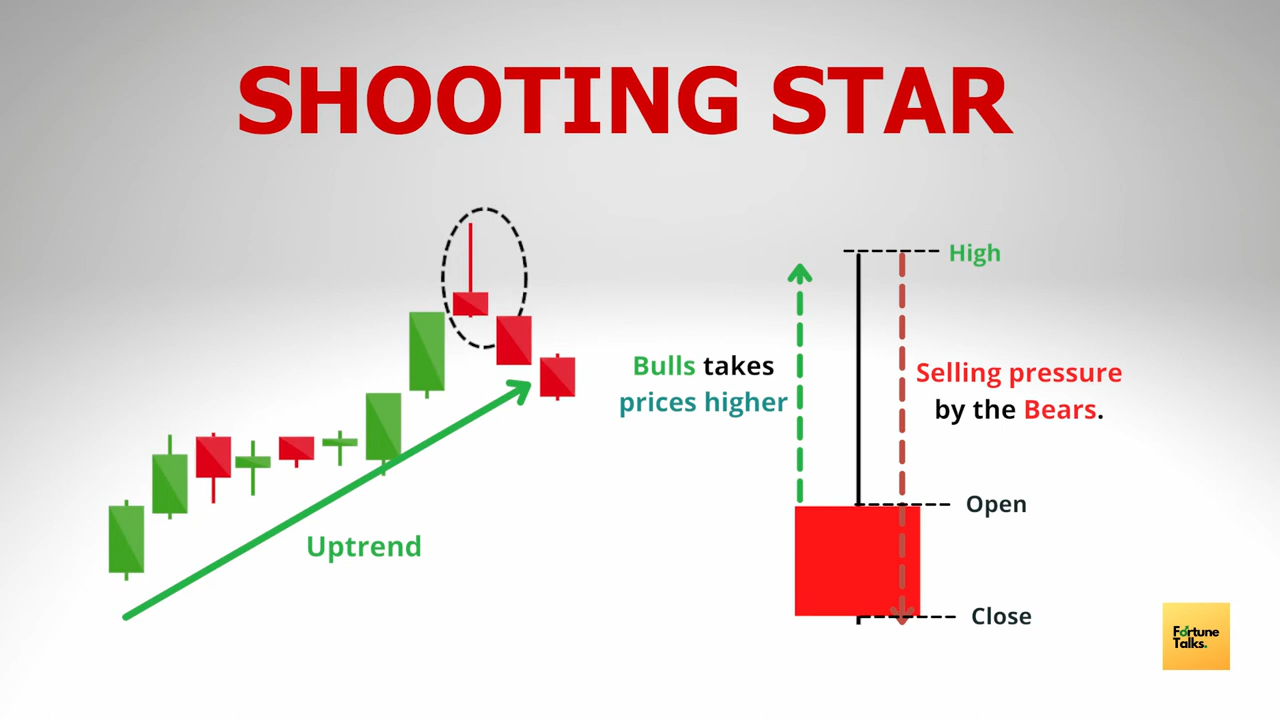 SHOOTING STAR
Uptrend
Bulls takes
prices higher
High
Selling pressure
by the Bears.
Open
Close
Fortune
Talks.